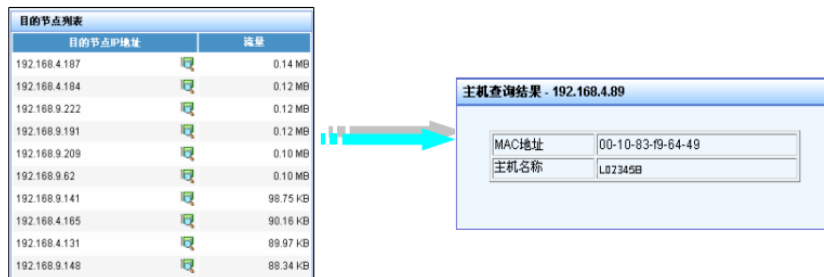 目的节点列表
目的节点IP地址 流量
192.168.4.187 0.14 MB
192.168.4.184 0.12 MB
192.168.9.222 0.12 MB
192.168.9.191 0.12 MB
192.168.9.209 0.10 MB
192.168.9.62 0.10 MB
192.168.9.141 98.75 KB
192.168.4.165 90.16 KB
192.168.4.131 89.97 KB
192.168.9.148 88.34 KB
主机查询结果 - 192.168.4.89
MAC地址 00-10-83-f9-64-49
主机名称 L02345B